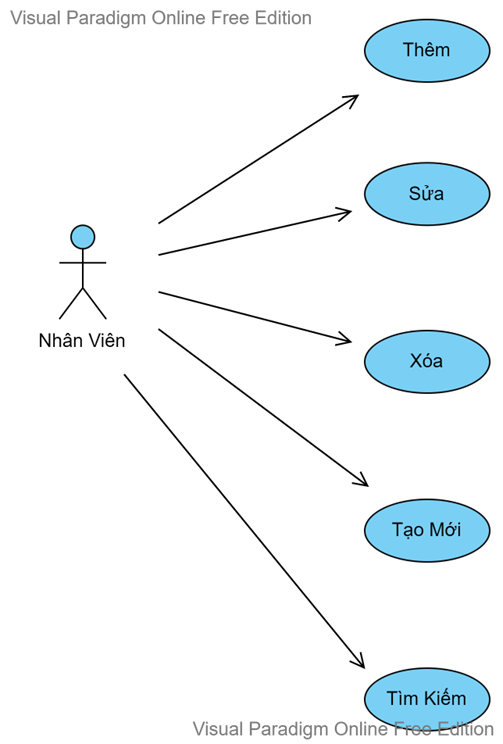 Visual Paradigm Online Free Edition
Thêm
Sửa
Nhân Viên
Xóa
Tạo Mới
Tìm Kiếm
Visual Paradigm Online Free Edition